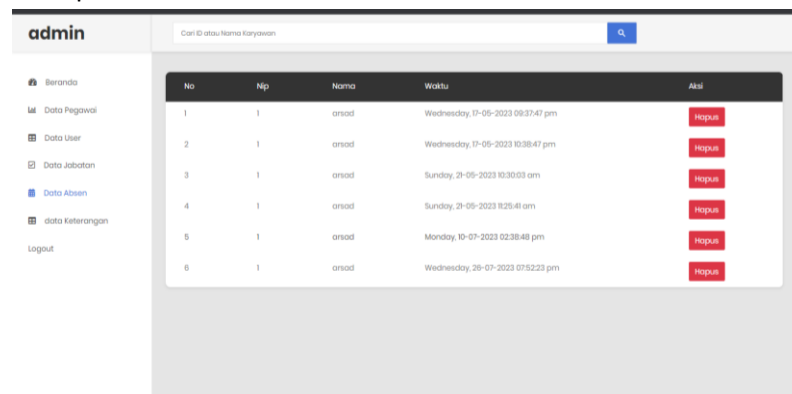 admin
Cari ID atau Nama Karyawan
Beranda
Data Pegawai
Data User
Data Jabatan
Data Absen
data Keterangan
Logout
No Nip Nama Waktu Aksi
1 1 arsad Wednesday, 17-05-2023 09:37:47 pm Hapus
2 1 arsad Wednesday, 17-05-2023 10:38:47 pm Hapus
3 1 arsad Sunday, 21-05-2023 10:30:03 am Hapus
4 1 arsad Sunday, 21-05-2023 11:25:41 am Hapus
5 1 arsad Monday, 10-07-2023 02:38:48 pm Hapus
6 1 arsad Wednesday, 26-07-2023 07:52:23 pm Hapus